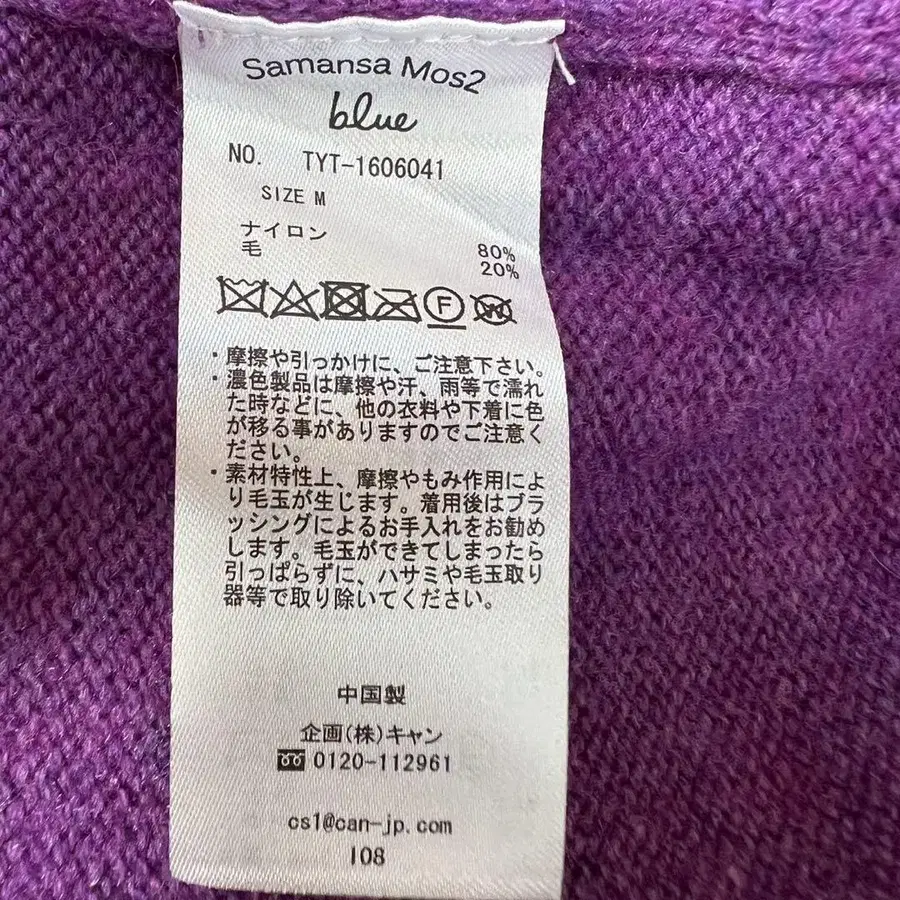 Samansa Mos2
blue
NO. TYT-1606041
SIZE M
ナイロン 80%
毛 20%
F W
・摩擦や引っかけに、ご注意下さい。
・濃色製品は摩擦や汗、雨等で濡れ
た時などに、他の衣料や下着に色
が移る事がありますのでご注意く
ださい。
・素材特性上、摩擦やもみ作用によ
り毛玉が生じます。着用後はブラ
ッシングによるお手入れをお勧め
します。毛玉ができてしまったら
引っぱらずに、ハサミや毛玉取り
器等で取り除いてください。
中国製
企画(株)キャン
0120-112961
cs1@can-jp.com
108